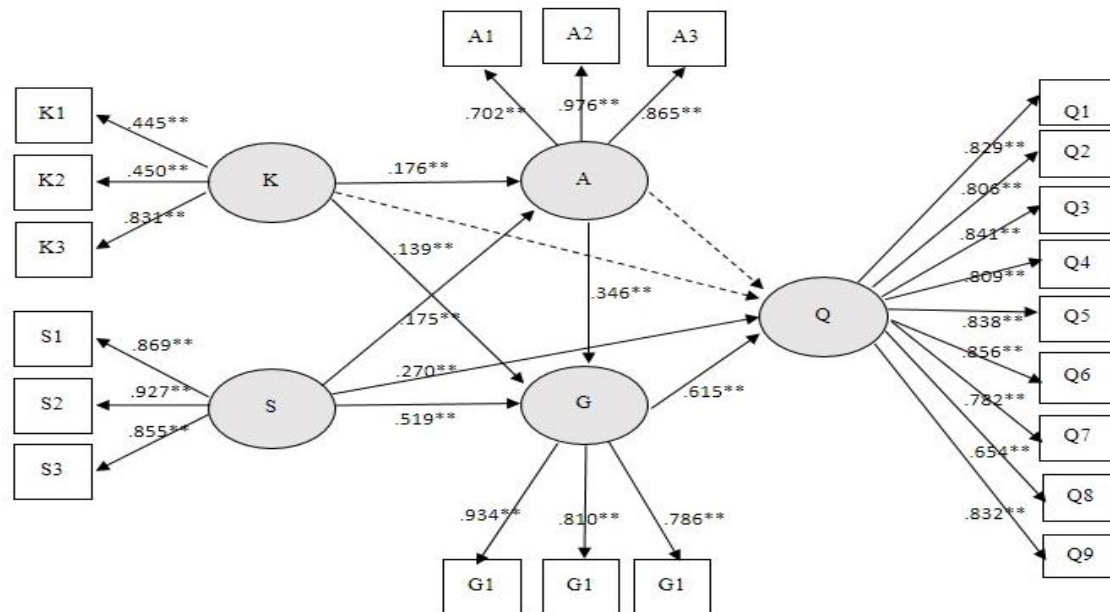 A1
A2
A3
.702**
.976**
.865**
K1
K2
K3
.445**
.450**
.831**
K
.176**
A
.139**
.175**
.346**
S1
S2
S3
.869**
.927**
.855**
S
.270**
.519**
G
.615**
Q
.934**
.810**
.786**
G1
G1
G1
.829**
.806**
.841**
.809**
.838**
.856**
.782**
.654**
.832**
Q1
Q2
Q3
Q4
Q5
Q6
Q7
Q8
Q9